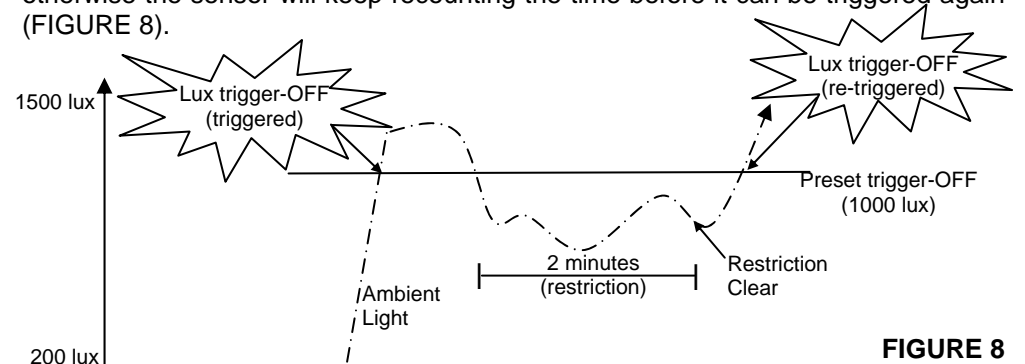 otherwise the sensor will keep recounting the time before it can be triggered again
(FIGURE 8).
Lux trigger-OFF
(re-triggered)
1500 lux
Lux trigger-OFF
(triggered)
Preset trigger-OFF
(1000 lux)
2 minutes
(restriction)
Restriction
Clear
Ambient
Light
200 lux
FIGURE 8